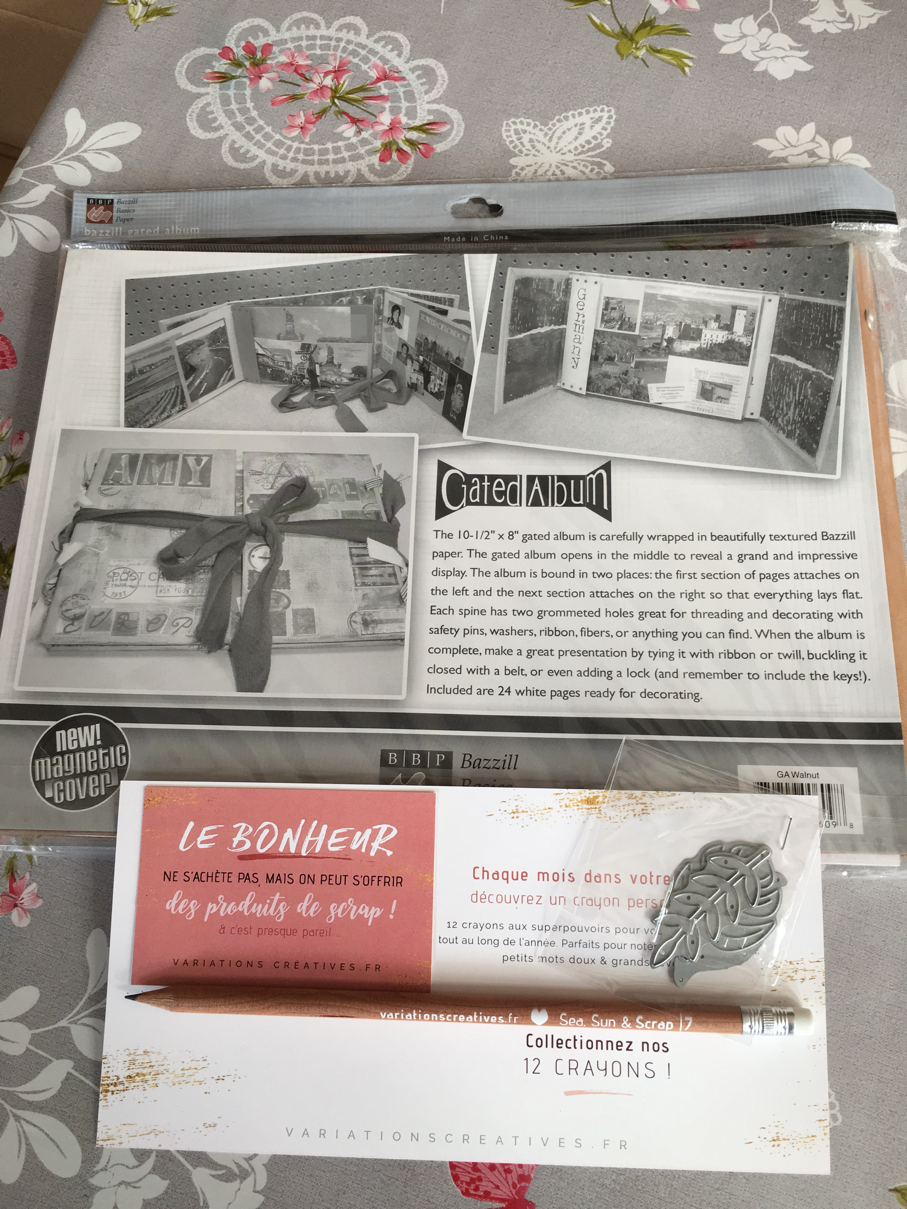 BBP Bazzill
Basics
Paper
bazzill gated album
Made in China
Germany
AMY
POST CA
EUROP
Gated Album
The 10-1/2" x 8" gated album is carefully wrapped in beautifully textured Bazzill
paper. The gated album opens in the middle to reveal a grand and impressive
display. The album is bound in two places: the first section of pages attaches on
the left and the next section attaches on the right so that everything lays flat.
Each spine has two grommeted holes great for threading and decorating with
safety pins, washers, ribbon, fibers, or anything you can find. When the album is
complete, make a great presentation by tying it with ribbon or twill, buckling it
closed with a belt, or even adding a lock (and remember to include the keys!).
Included are 24 white pages ready for decorating.
new!
magnetic
cover
BBP Bazzill
Basics
GA Walnut
609 8
LE BONHEUR
NE S'ACHÈTE PAS, MAIS ON PEUT S'OFFRIR
des produits de scrap !
& c'est presque pareil...
VARIATIONS CRÉATIVES.FR
Chaque mois dans votre
découvrez un crayon perso
12 crayons aux superpouvoirs pour vo
tout au long de l'année. Parfaits pour note
petits mots doux & grands
variationscreatives.fr Sea, Sun & Scrap |7
Collectionnez nos
12 CRAYONS !
VARIATIONSCREATIVES.FR